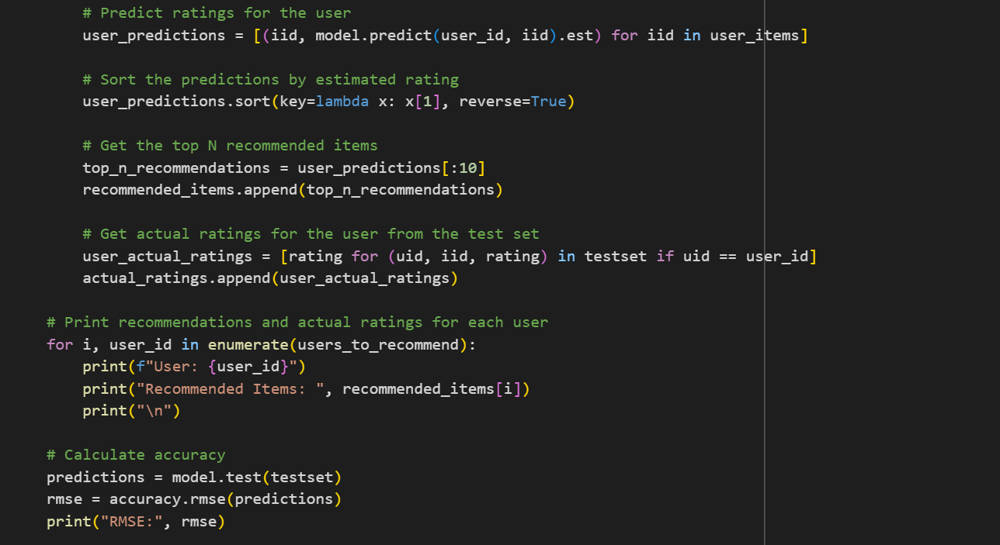 # Predict ratings for the user
user_predictions = [(iid, model.predict(user_id, iid).est) for iid in user_items]
# Sort the predictions by estimated rating
user_predictions.sort(key=lambda x: x[1], reverse=True)
# Get the top N recommended items
top_n_recommendations = user_predictions[:10]
recommended_items.append(top_n_recommendations)
# Get actual ratings for the user from the test set
user_actual_ratings = [rating for (uid, iid, rating) in testset if uid == user_id]
actual_ratings.append(user_actual_ratings)
# Print recommendations and actual ratings for each user
for i, user_id in enumerate(users_to_recommend):
print(f"User: {user_id}")
print("Recommended Items: ", recommended_items[i])
print("\n")
# Calculate accuracy
predictions = model.test(testset)
rmse = accuracy.rmse(predictions)
print("RMSE:", rmse)